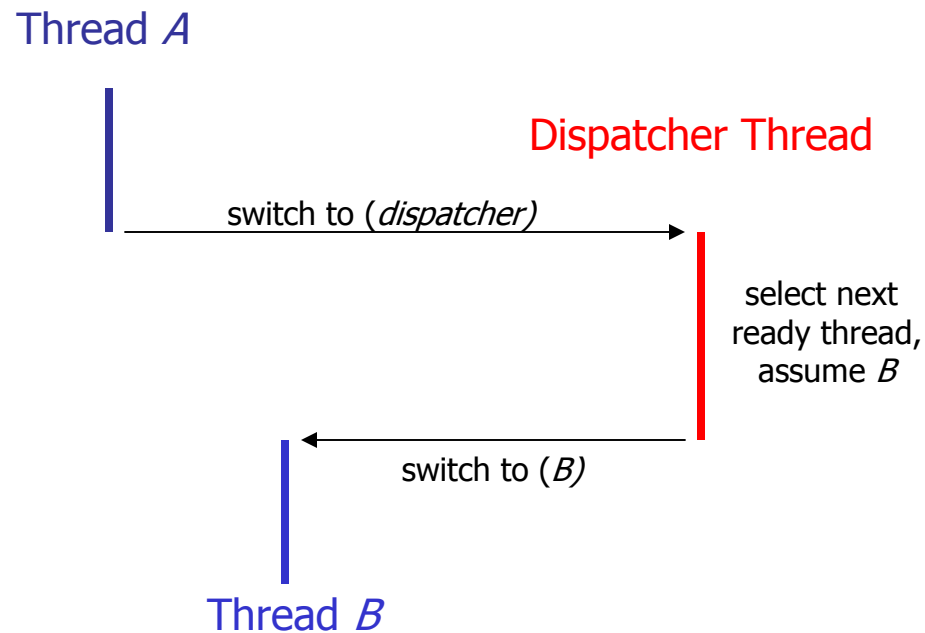 Thread A
Dispatcher Thread
switch to (dispatcher)
select next
ready thread,
assume B
switch to (B)
Thread B